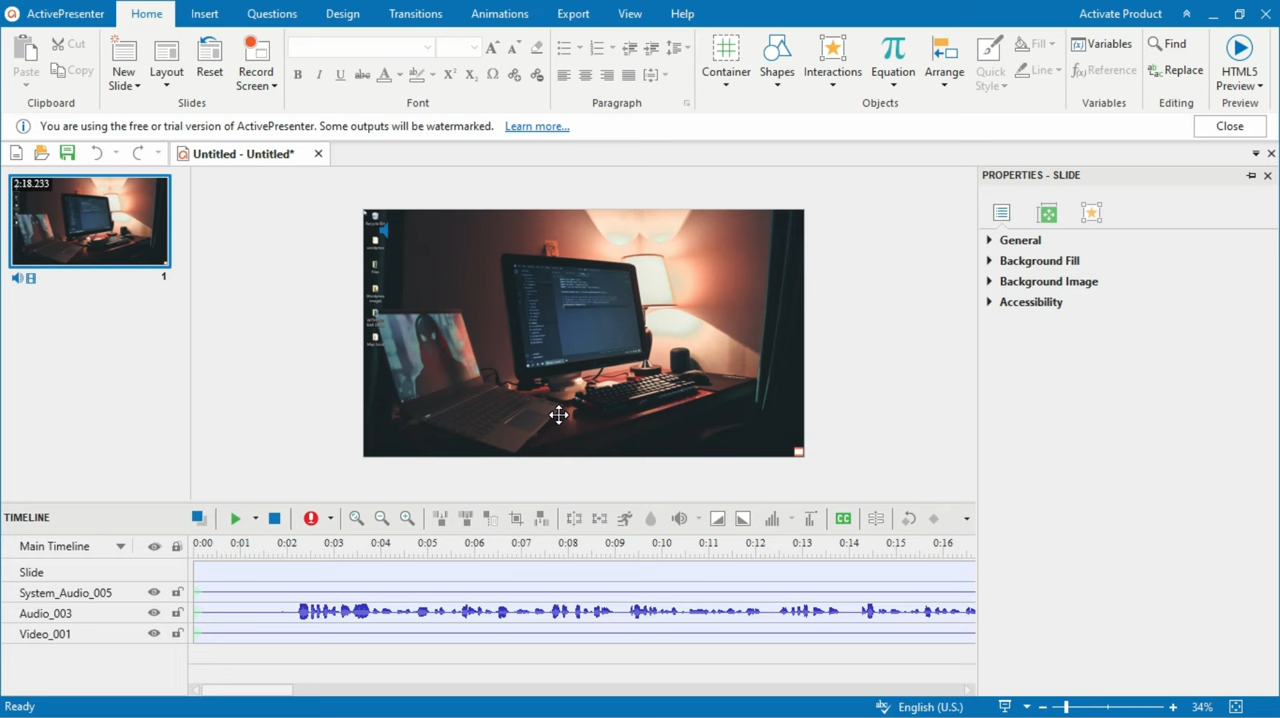 ActivePresenter Home Insert Questions Design Transitions Animations Export View Help Activate Product
Paste Cut Copy Clipboard
New Slide Layout Reset Record Screen Slides
B I U abc A ab X² X₂ Ω Font
Paragraph
Container Shapes Interactions Equation Arrange Quick Style Fill Line Objects
(x) Variables f(x) Reference Variables
Find Replace Editing
HTML5 Preview Preview
You are using the free or trial version of ActivePresenter. Some outputs will be watermarked. Learn more... Close
Untitled - Untitled*
PROPERTIES - SLIDE
2:18.233
1
General
Background Fill
Background Image
Accessibility
TIMELINE CC
Main Timeline 0:00 0:01 0:02 0:03 0:04 0:05 0:06 0:07 0:08 0:09 0:10 0:11 0:12 0:13 0:14 0:15 0:16
Slide
System_Audio_005
Audio_003
Video_001
Ready English (U.S.) 34%